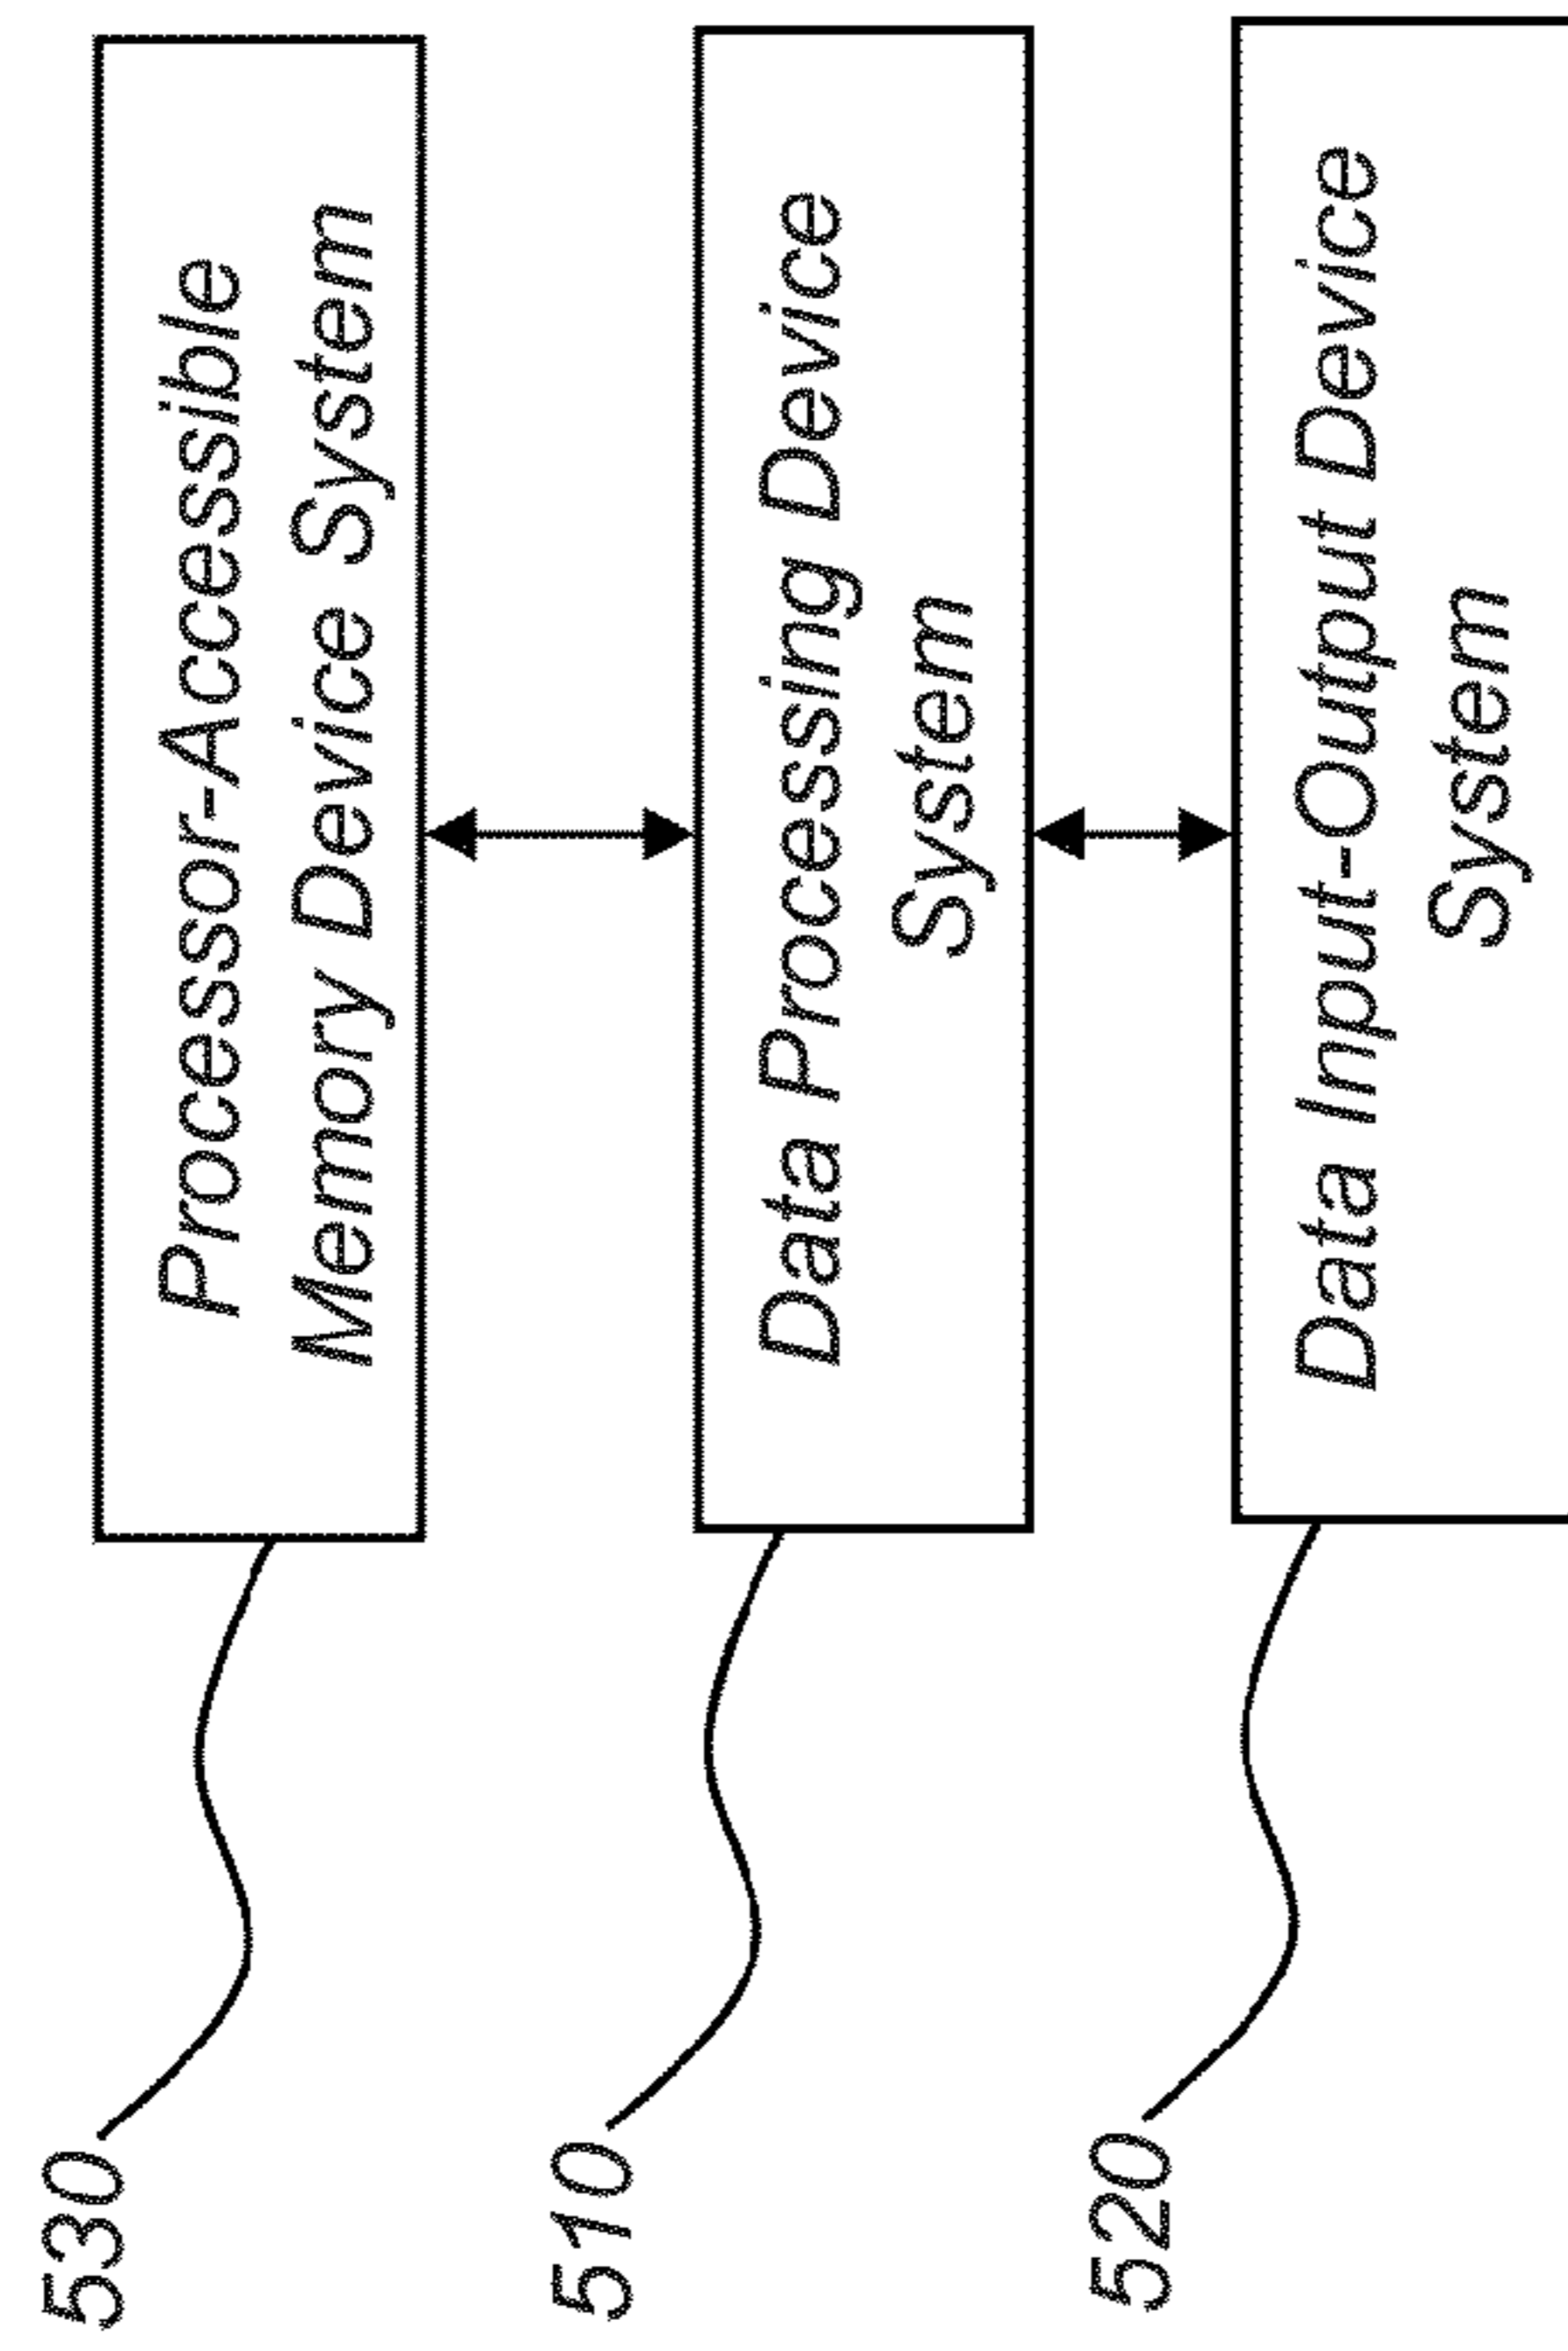 530
Processor-Accessible
Memory Device System
510
Data Processing Device
System
520
Data Input-Output Device
System